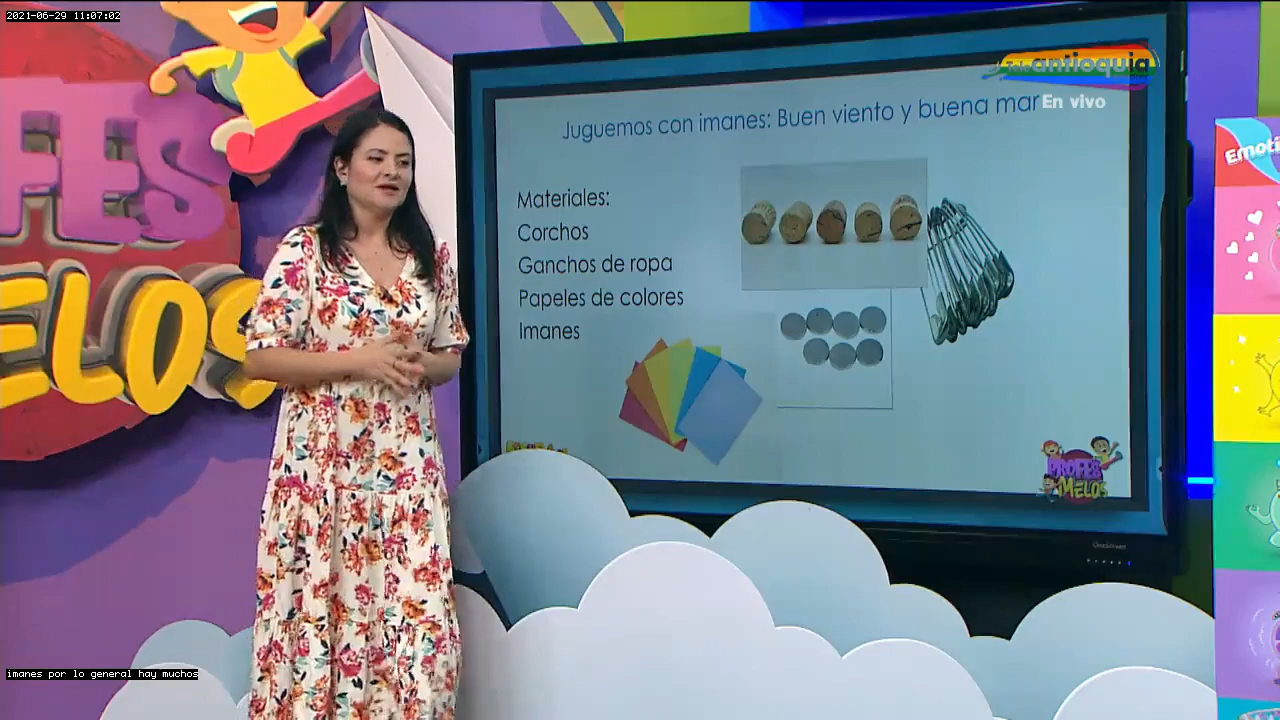 2021-06-29 11:07:02
Tele antioquia
En vivo
Juguemos con imanes: Buen viento y buena mar
Materiales:
Corchos
Ganchos de ropa
Papeles de colores
Imanes
PROFES
MELOS
FES
ELOS
Emoti
imanes por lo general hay muchos